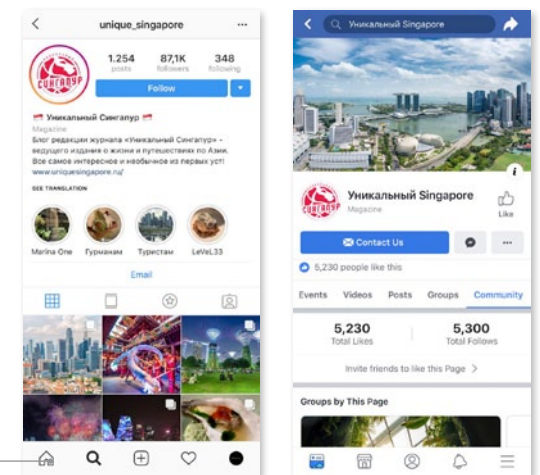 unique_singapore
СИНГАПУР
1.254 87,1K 348
posts followers following
Follow
Уникальный Сингапур
Magazine
Блог редакции журнала «Уникальный Сингапур» -
ведущего издания о жизни и путешествиях по Азии.
Все самое интересное и необычное из первых уст!
www.uniquesingapore.ru/
SEE TRANSLATION
Marina One Гурманам Туристам LeVeL33
Email
Уникальный Singapore
СИНГАПУР
Уникальный Singapore
Magazine
Like
Contact Us
5,230 people like this
Events Videos Posts Groups Community
5,230 5,300
Total Likes Total Follows
Invite friends to like this Page
Groups by This Page